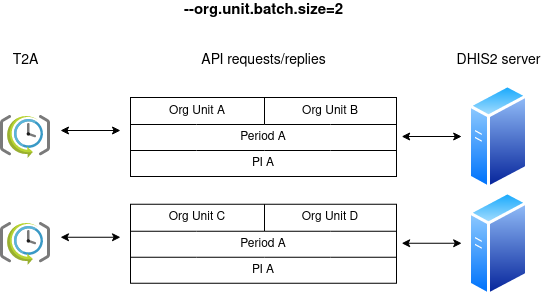 --org.unit.batch.size=2
T2A API requests/replies DHIS2 server
Org Unit A Org Unit B
Period A
PI A
Org Unit C Org Unit D
Period A
PI A